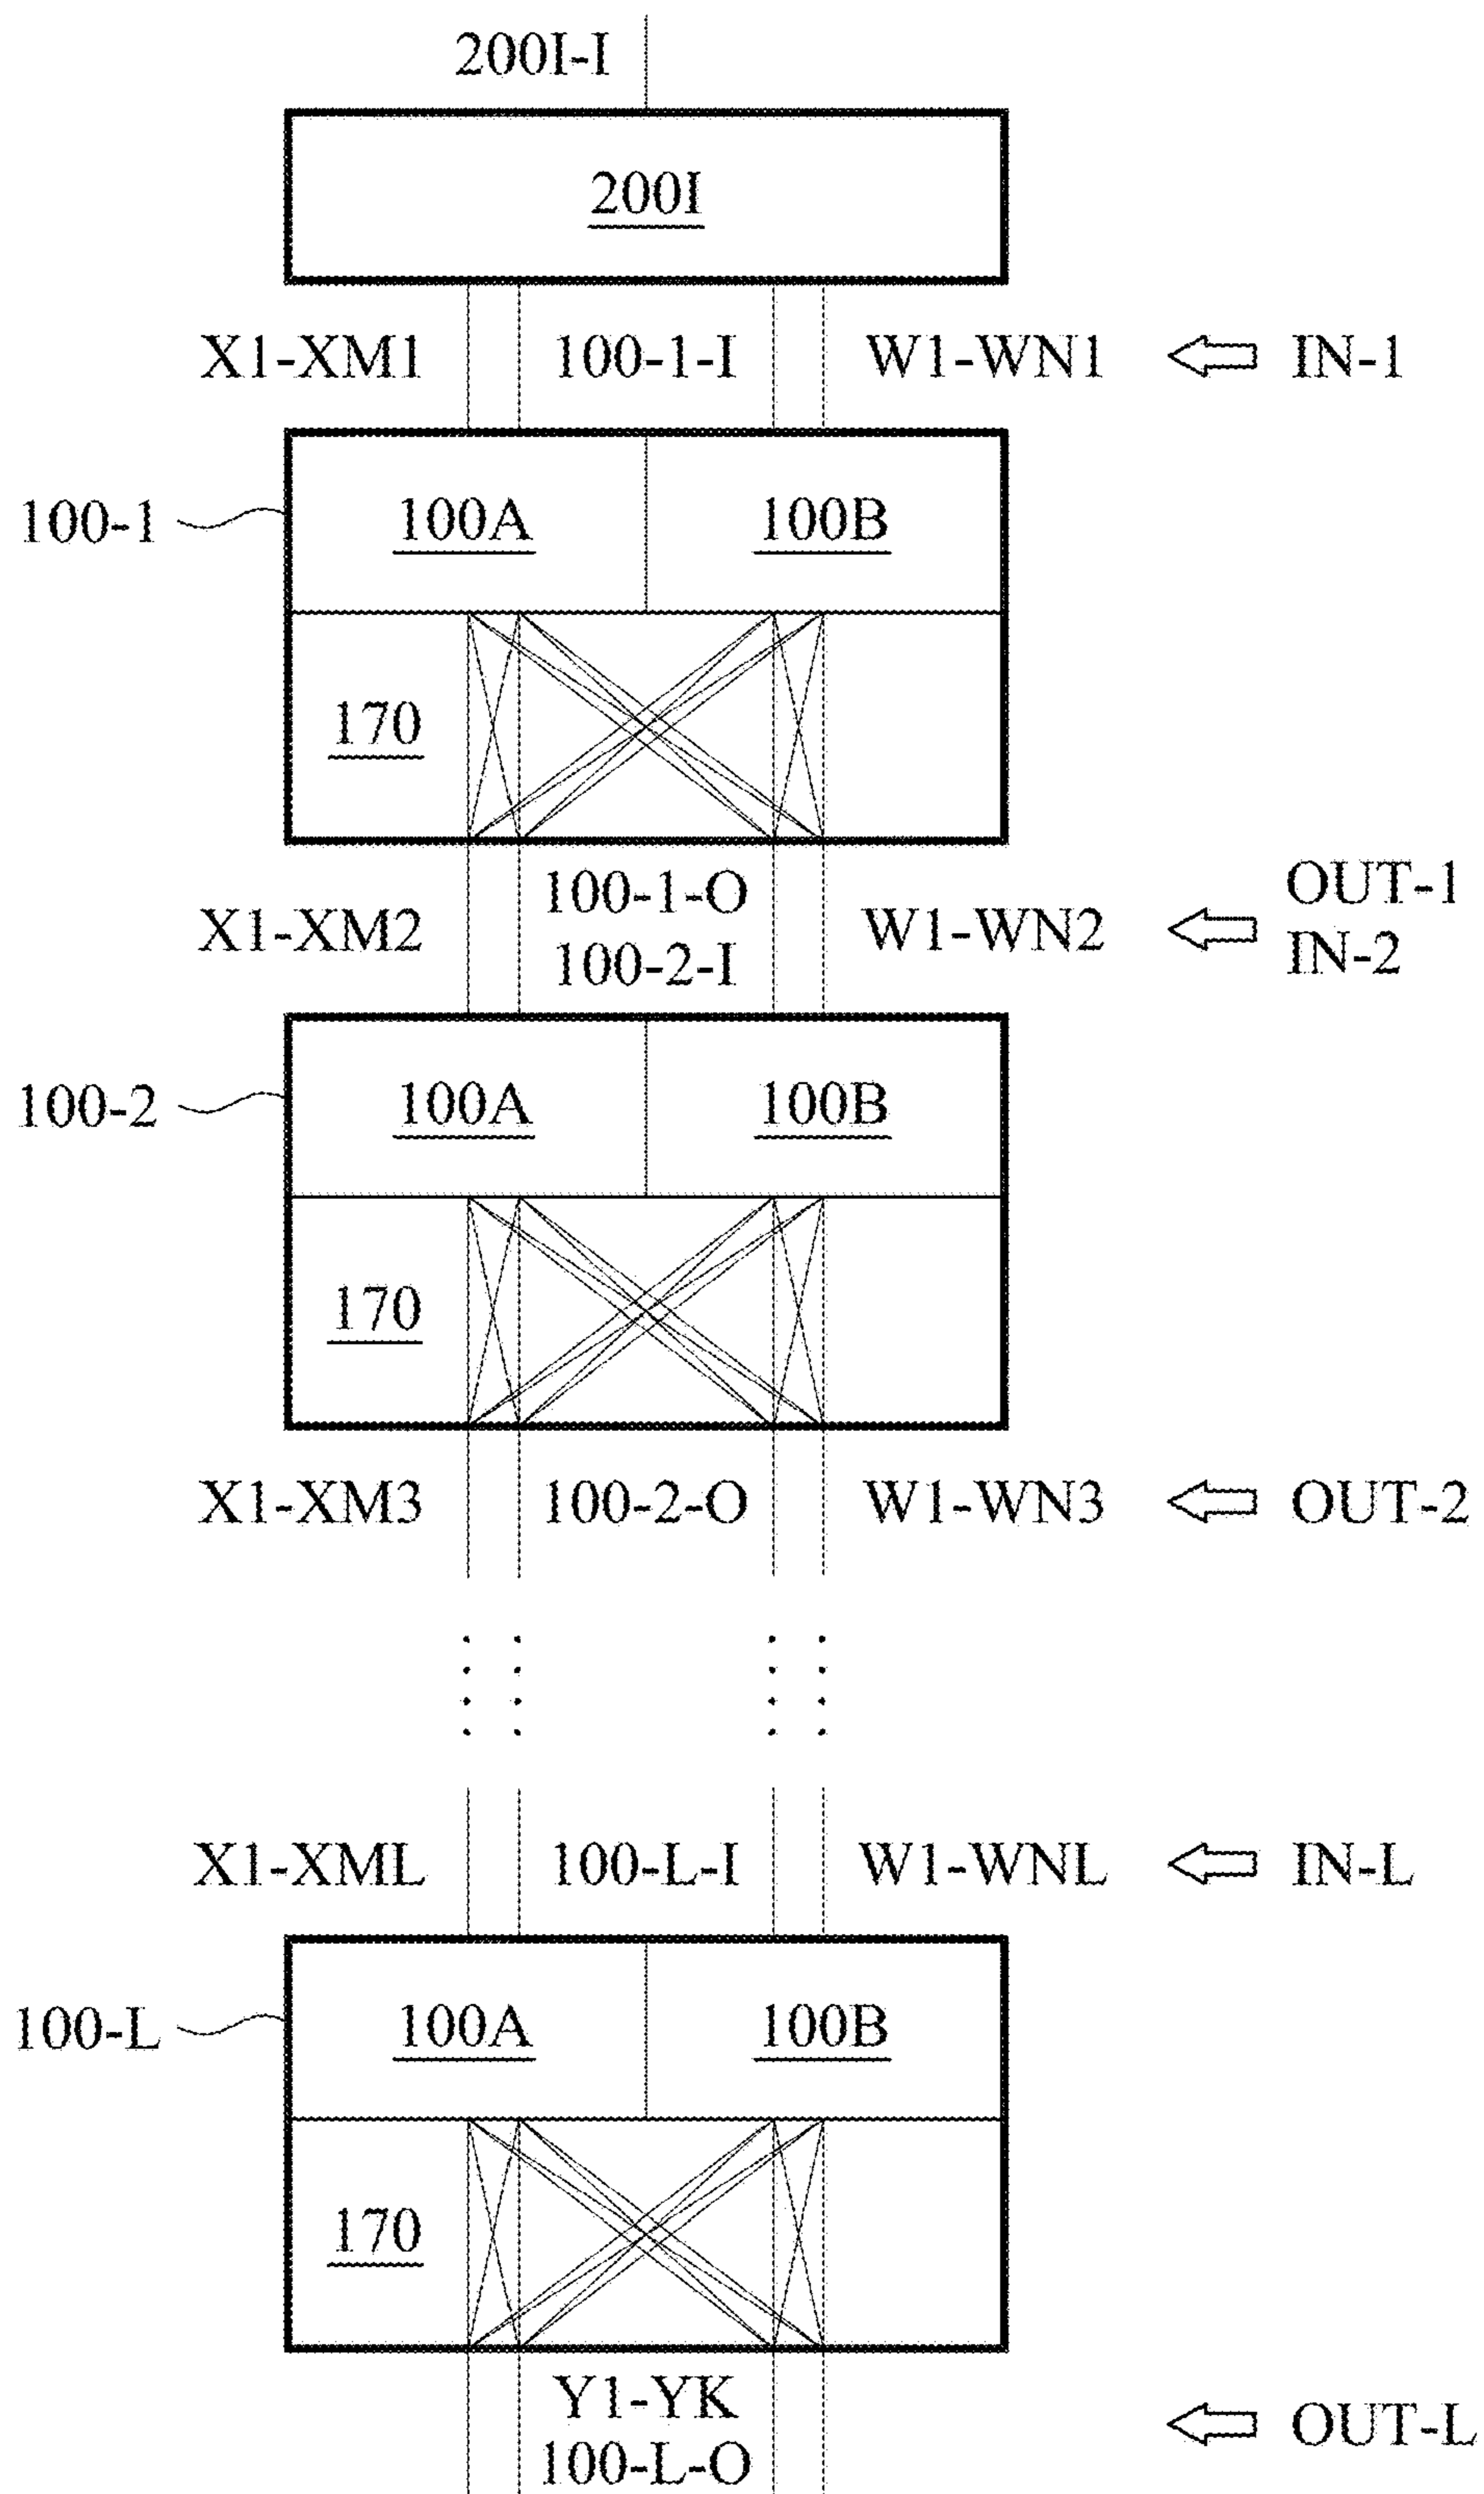 200I-I
200I
X1-XM1 100-1-I W1-WN1 IN-1
100-1 100A 100B
170
100-1-O OUT-1
X1-XM2 W1-WN2
100-2-I IN-2
100-2 100A 100B
170
X1-XM3 100-2-O W1-WN3 OUT-2
X1-XML 100-L-I W1-WNL IN-L
100-L 100A 100B
170
Y1-YK
OUT-L
100-L-O